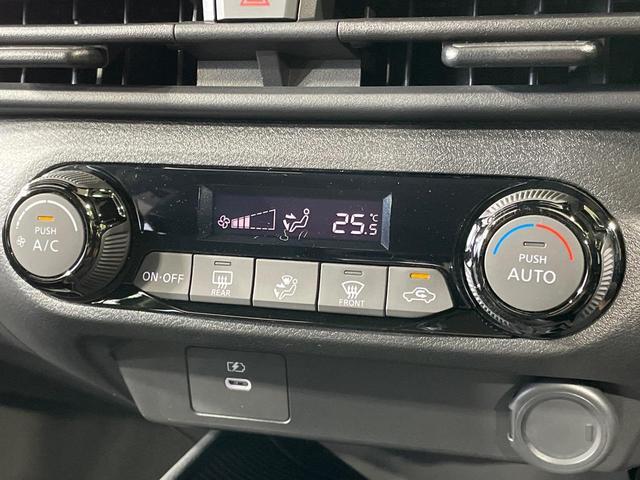 25.5°C
PUSH
A/C
PUSH
AUTO
ON·OFF
REAR
FRONT